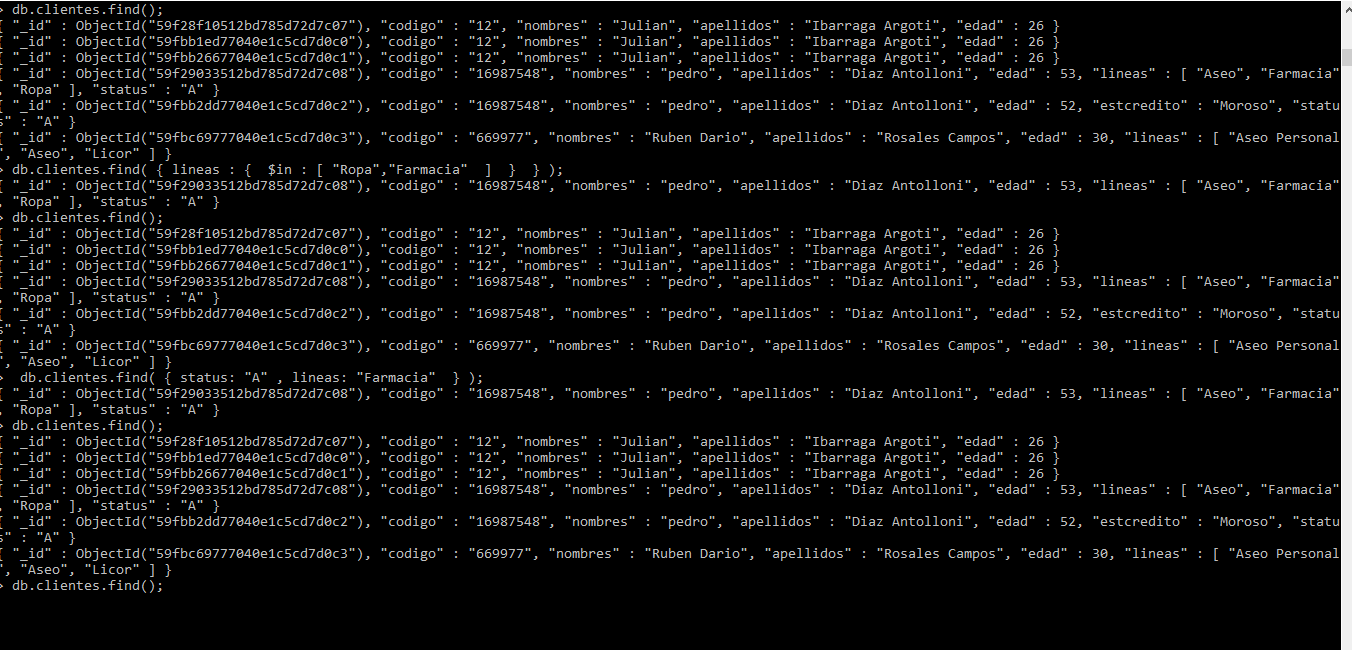 > db.clientes.find();
{ "_id" : ObjectId("59f28f10512bd785d72d7c07"), "codigo" : "12", "nombres" : "Julian", "apellidos" : "Ibarraga Argoti", "edad" : 26 }
{ "_id" : ObjectId("59fbb1ed77040e1c5cd7d0c0"), "codigo" : "12", "nombres" : "Julian", "apellidos" : "Ibarraga Argoti", "edad" : 26 }
{ "_id" : ObjectId("59fbb26677040e1c5cd7d0c1"), "codigo" : "12", "nombres" : "Julian", "apellidos" : "Ibarraga Argoti", "edad" : 26 }
{ "_id" : ObjectId("59f29033512bd785d72d7c08"), "codigo" : "16987548", "nombres" : "pedro", "apellidos" : "Diaz Antolloni", "edad" : 53, "lineas" : [ "Aseo", "Farmacia"
, "Ropa" ], "status" : "A" }
{ "_id" : ObjectId("59fbb2dd77040e1c5cd7d0c2"), "codigo" : "16987548", "nombres" : "pedro", "apellidos" : "Diaz Antolloni", "edad" : 52, "estcredito" : "Moroso", "statu
s" : "A" }
{ "_id" : ObjectId("59fbc69777040e1c5cd7d0c3"), "codigo" : "669977", "nombres" : "Ruben Dario", "apellidos" : "Rosales Campos", "edad" : 30, "lineas" : [ "Aseo Personal
", "Aseo", "Licor" ] }
> db.clientes.find( { lineas : {  $in : [ "Ropa","Farmacia"  ]  }  } );
{ "_id" : ObjectId("59f29033512bd785d72d7c08"), "codigo" : "16987548", "nombres" : "pedro", "apellidos" : "Diaz Antolloni", "edad" : 53, "lineas" : [ "Aseo", "Farmacia"
, "Ropa" ], "status" : "A" }
> db.clientes.find();
{ "_id" : ObjectId("59f28f10512bd785d72d7c07"), "codigo" : "12", "nombres" : "Julian", "apellidos" : "Ibarraga Argoti", "edad" : 26 }
{ "_id" : ObjectId("59fbb1ed77040e1c5cd7d0c0"), "codigo" : "12", "nombres" : "Julian", "apellidos" : "Ibarraga Argoti", "edad" : 26 }
{ "_id" : ObjectId("59fbb26677040e1c5cd7d0c1"), "codigo" : "12", "nombres" : "Julian", "apellidos" : "Ibarraga Argoti", "edad" : 26 }
{ "_id" : ObjectId("59f29033512bd785d72d7c08"), "codigo" : "16987548", "nombres" : "pedro", "apellidos" : "Diaz Antolloni", "edad" : 53, "lineas" : [ "Aseo", "Farmacia"
, "Ropa" ], "status" : "A" }
{ "_id" : ObjectId("59fbb2dd77040e1c5cd7d0c2"), "codigo" : "16987548", "nombres" : "pedro", "apellidos" : "Diaz Antolloni", "edad" : 52, "estcredito" : "Moroso", "statu
s" : "A" }
{ "_id" : ObjectId("59fbc69777040e1c5cd7d0c3"), "codigo" : "669977", "nombres" : "Ruben Dario", "apellidos" : "Rosales Campos", "edad" : 30, "lineas" : [ "Aseo Personal
", "Aseo", "Licor" ] }
>  db.clientes.find( { status: "A" , lineas: "Farmacia"  } );
{ "_id" : ObjectId("59f29033512bd785d72d7c08"), "codigo" : "16987548", "nombres" : "pedro", "apellidos" : "Diaz Antolloni", "edad" : 53, "lineas" : [ "Aseo", "Farmacia"
, "Ropa" ], "status" : "A" }
> db.clientes.find();
{ "_id" : ObjectId("59f28f10512bd785d72d7c07"), "codigo" : "12", "nombres" : "Julian", "apellidos" : "Ibarraga Argoti", "edad" : 26 }
{ "_id" : ObjectId("59fbb1ed77040e1c5cd7d0c0"), "codigo" : "12", "nombres" : "Julian", "apellidos" : "Ibarraga Argoti", "edad" : 26 }
{ "_id" : ObjectId("59fbb26677040e1c5cd7d0c1"), "codigo" : "12", "nombres" : "Julian", "apellidos" : "Ibarraga Argoti", "edad" : 26 }
{ "_id" : ObjectId("59f29033512bd785d72d7c08"), "codigo" : "16987548", "nombres" : "pedro", "apellidos" : "Diaz Antolloni", "edad" : 53, "lineas" : [ "Aseo", "Farmacia"
, "Ropa" ], "status" : "A" }
{ "_id" : ObjectId("59fbb2dd77040e1c5cd7d0c2"), "codigo" : "16987548", "nombres" : "pedro", "apellidos" : "Diaz Antolloni", "edad" : 52, "estcredito" : "Moroso", "statu
s" : "A" }
{ "_id" : ObjectId("59fbc69777040e1c5cd7d0c3"), "codigo" : "669977", "nombres" : "Ruben Dario", "apellidos" : "Rosales Campos", "edad" : 30, "lineas" : [ "Aseo Personal
", "Aseo", "Licor" ] }
> db.clientes.find();